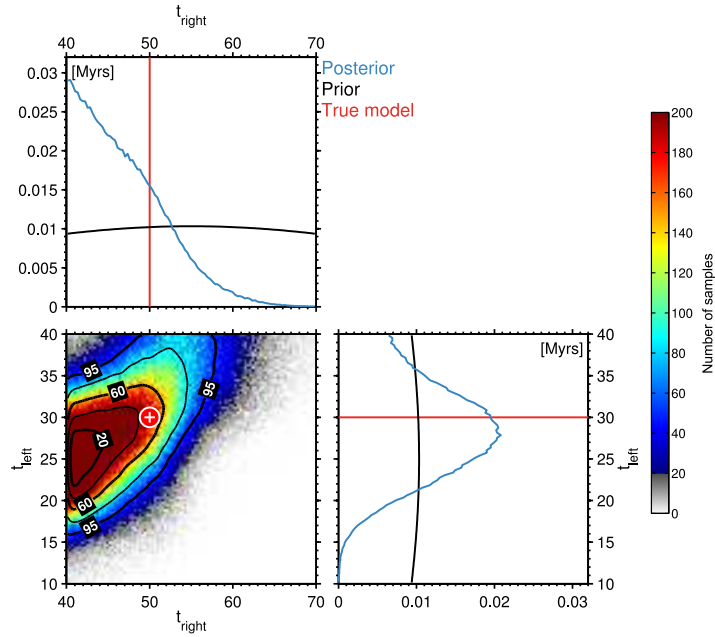 t_right
40 50 60 70
[Myrs]
0.03
0.025
0.02
0.015
0.01
0.005
0
Posterior
Prior
True model
200
180
160
140
120
100
80
60
40
20
0
Number of samples
40
35
30
25
20
15
10
t_left
95
60
95
20
60
95
40 50 60 70
t_right
[Myrs]
40
35
30
25
20
15
10
t_left
0 0.01 0.02 0.03